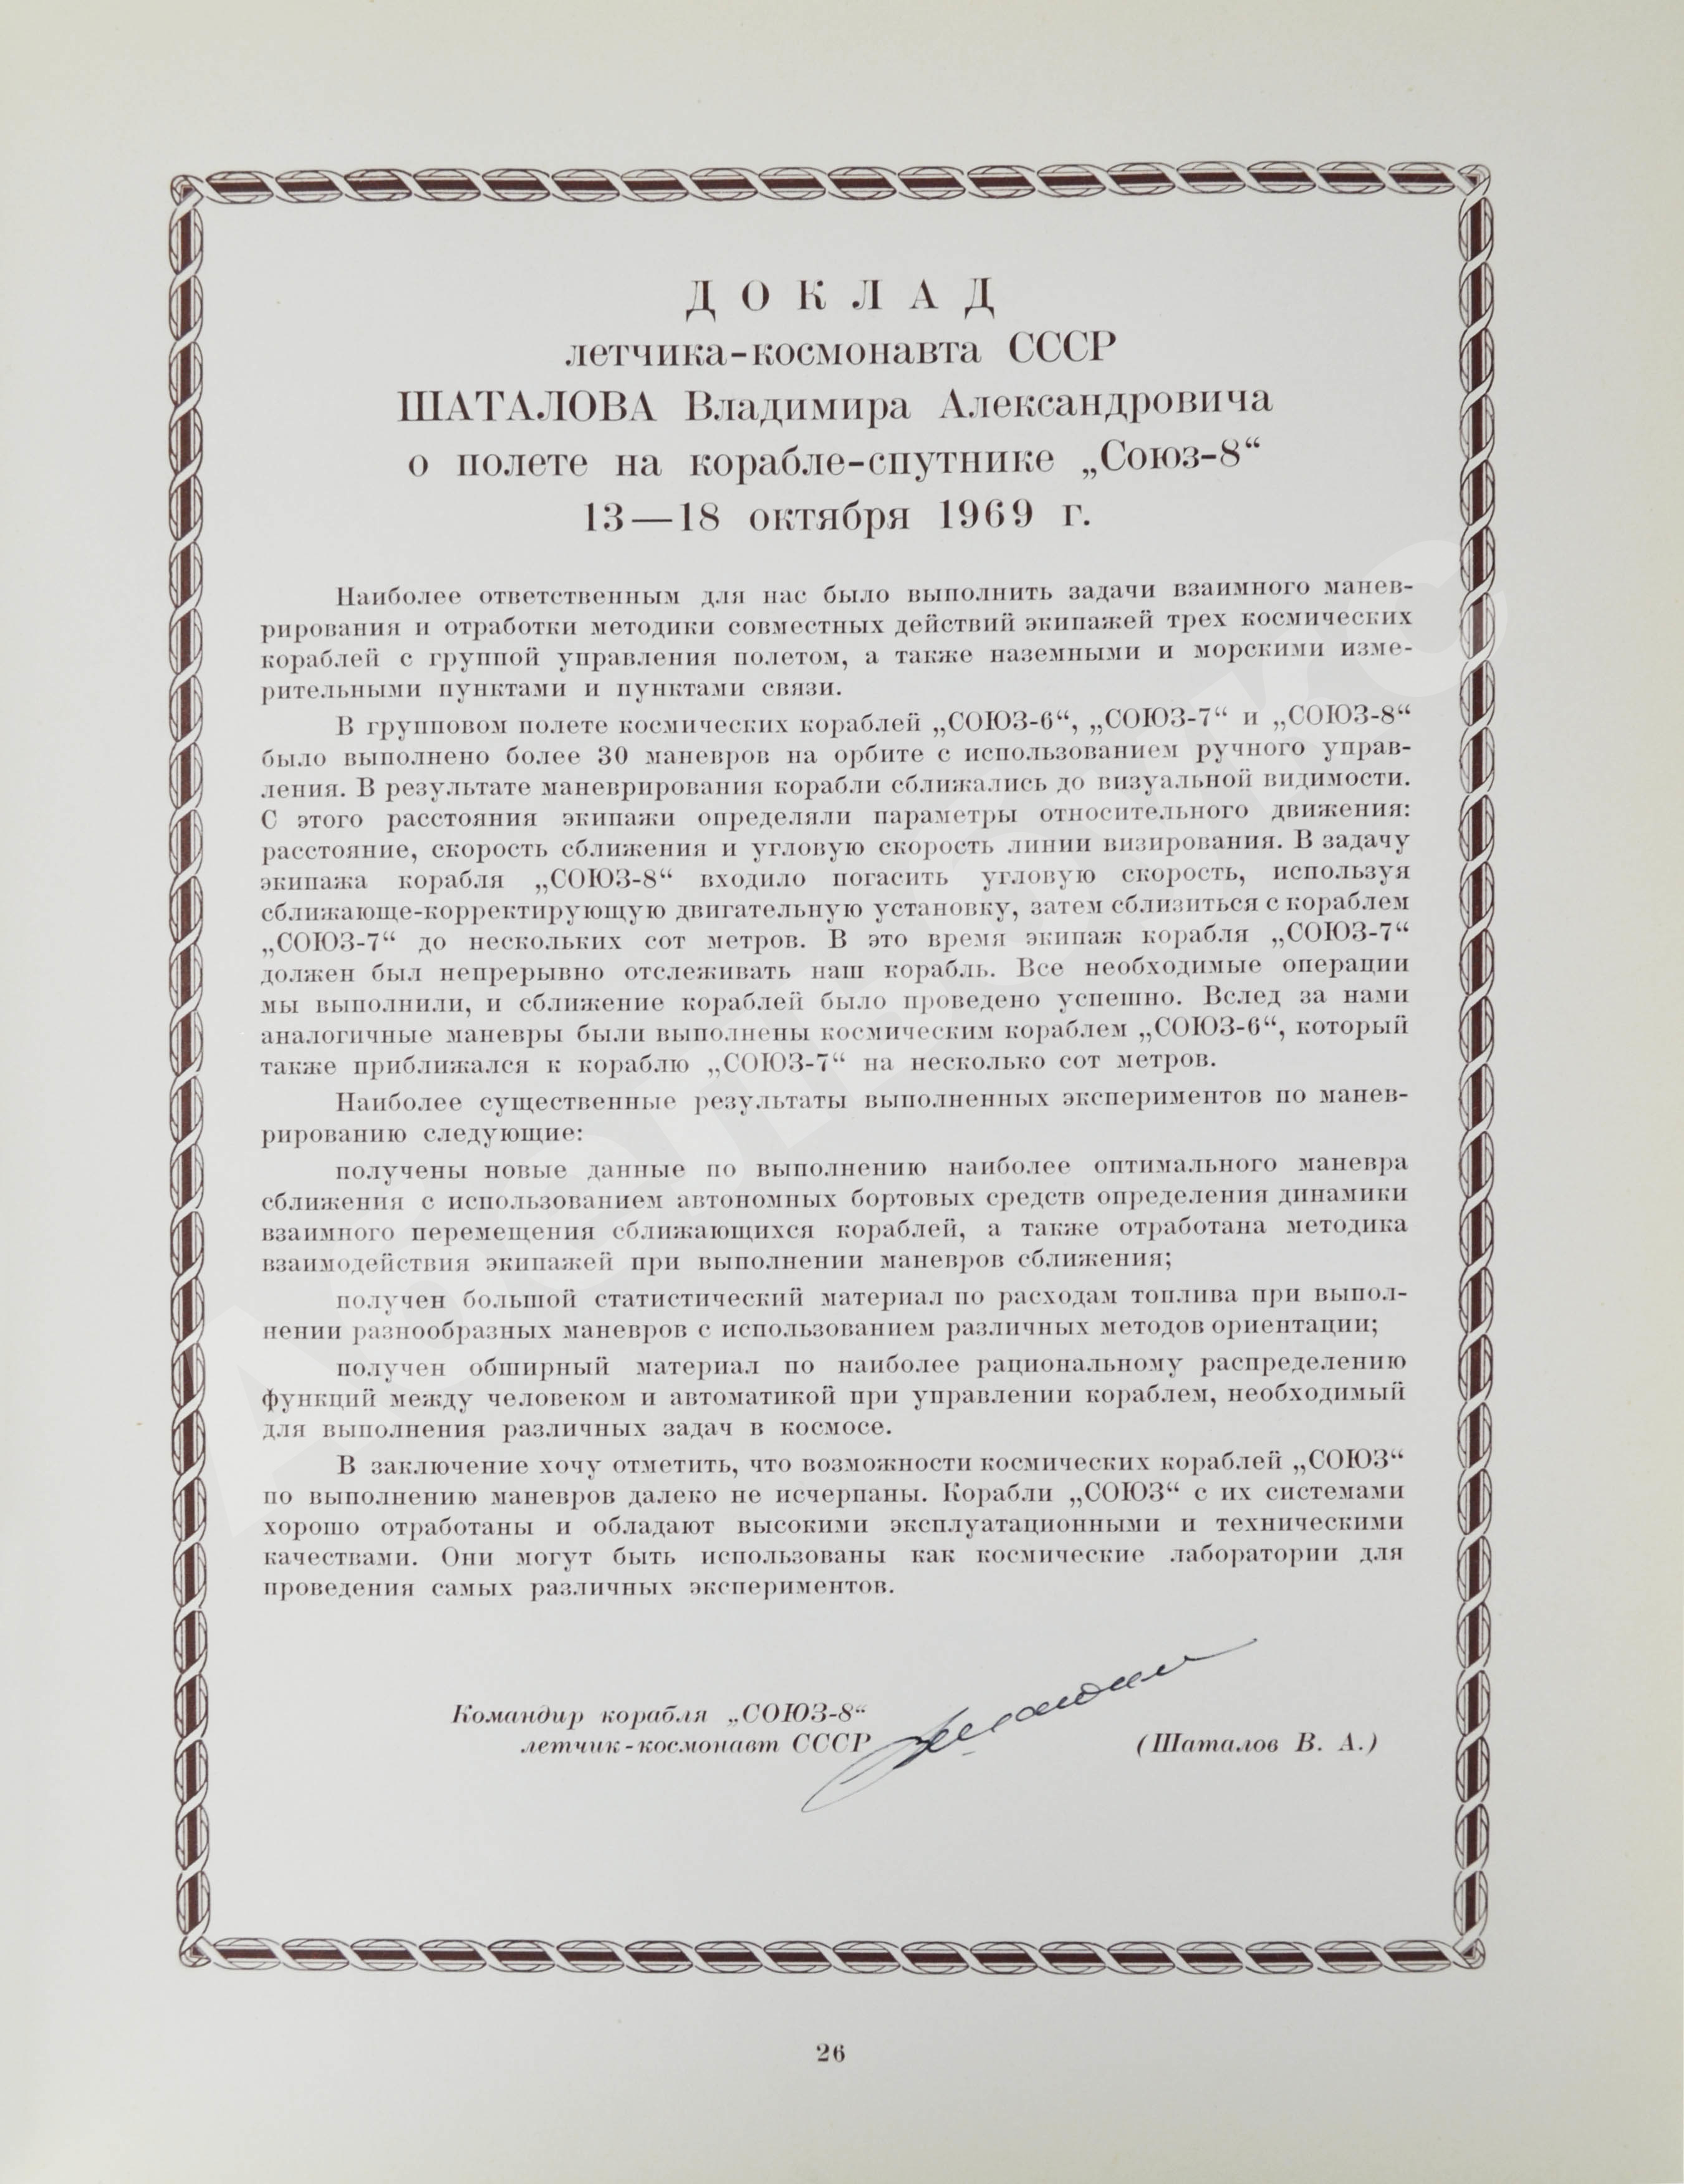 ДОКЛАД
летчика-космонавта СССР
ШАТАЛОВА Владимира Александровича
о полете на корабле-спутнике „Союз-8“
13—18 октября 1969 г.
Наиболее ответственным для нас было выполнить задачи взаимного манев-
рирования и отработки методики совместных действий экипажей трех космических
кораблей с группой управления полетом, а также наземными и морскими изме-
рительными пунктами и пунктами связи.
В групповом полете космических кораблей „СОЮЗ-6“, „СОЮЗ-7“ и „СОЮЗ-8“
было выполнено более 30 маневров на орбите с использованием ручного управ-
ления. В результате маневрирования корабли сближались до визуальной видимости.
С этого расстояния экипажи определяли параметры относительного движения:
расстояние, скорость сближения и угловую скорость линии визирования. В задачу
экипажа корабля „СОЮЗ-8“ входило погасить угловую скорость, используя
сближающе-корректирующую двигательную установку, затем сблизиться с кораблем
„СОЮЗ-7“ до нескольких сот метров. В это время экипаж корабля „СОЮЗ-7“
должен был непрерывно отслеживать наш корабль. Все необходимые операции
мы выполнили, и сближение кораблей было проведено успешно. Вслед за нами
аналогичные маневры были выполнены космическим кораблем „СОЮЗ-6“, который
также приближался к кораблю „СОЮЗ-7“ на несколько сот метров.
Наиболее существенные результаты выполненных экспериментов по манев-
рированию следующие:
получены новые данные по выполнению наиболее оптимального маневра
сближения с использованием автономных бортовых средств определения динамики
взаимного перемещения сближающихся кораблей, а также отработана методика
взаимодействия экипажей при выполнении маневров сближения;
получен большой статистический материал по расходам топлива при выпол-
нении разнообразных маневров с использованием различных методов ориентации;
получен обширный материал по наиболее рациональному распределению
функций между человеком и автоматикой при управлении кораблем, необходимый
для выполнения различных задач в космосе.
В заключение хочу отметить, что возможности космических кораблей „СОЮЗ“
по выполнению маневров далеко не исчерпаны. Корабли „СОЮЗ“ с их системами
хорошо отработаны и обладают высокими эксплуатационными и техническими
качествами. Они могут быть использованы как космические лаборатории для
проведения самых различных экспериментов.
Командир корабля „СОЮЗ-8“
летчик-космонавт СССР (Шаталов В. А.)
26